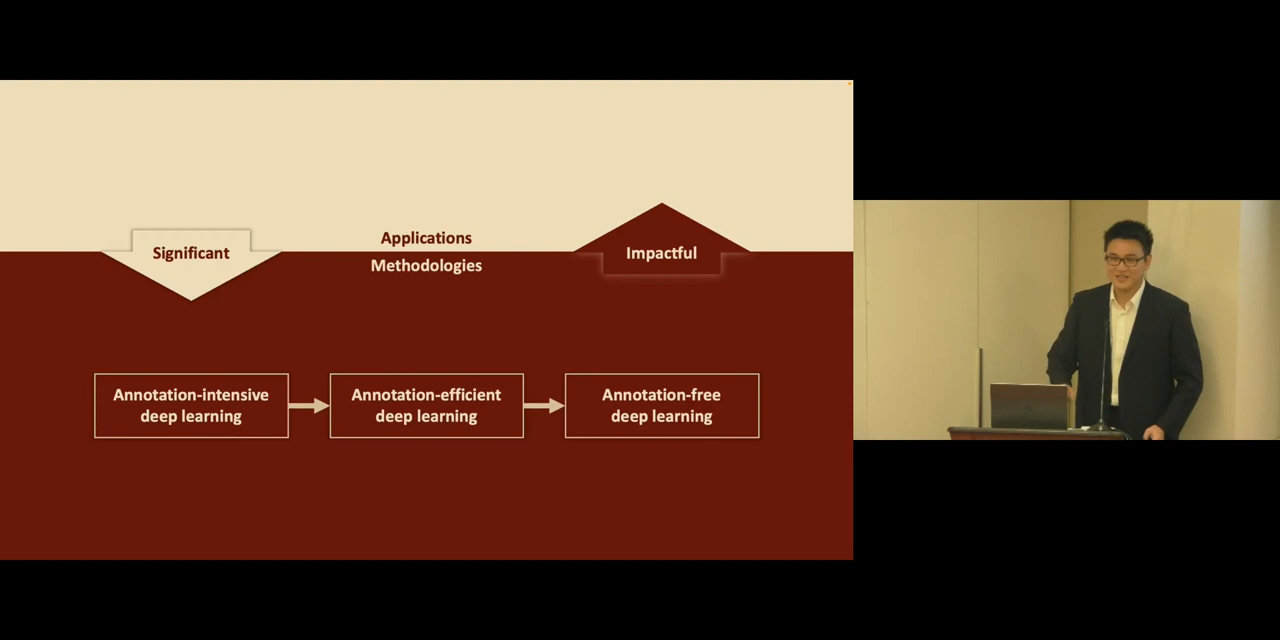 Applications
Significant
Impactful
Methodologies
Annotation-intensive
deep learning
Annotation-efficient
deep learning
Annotation-free
deep learning